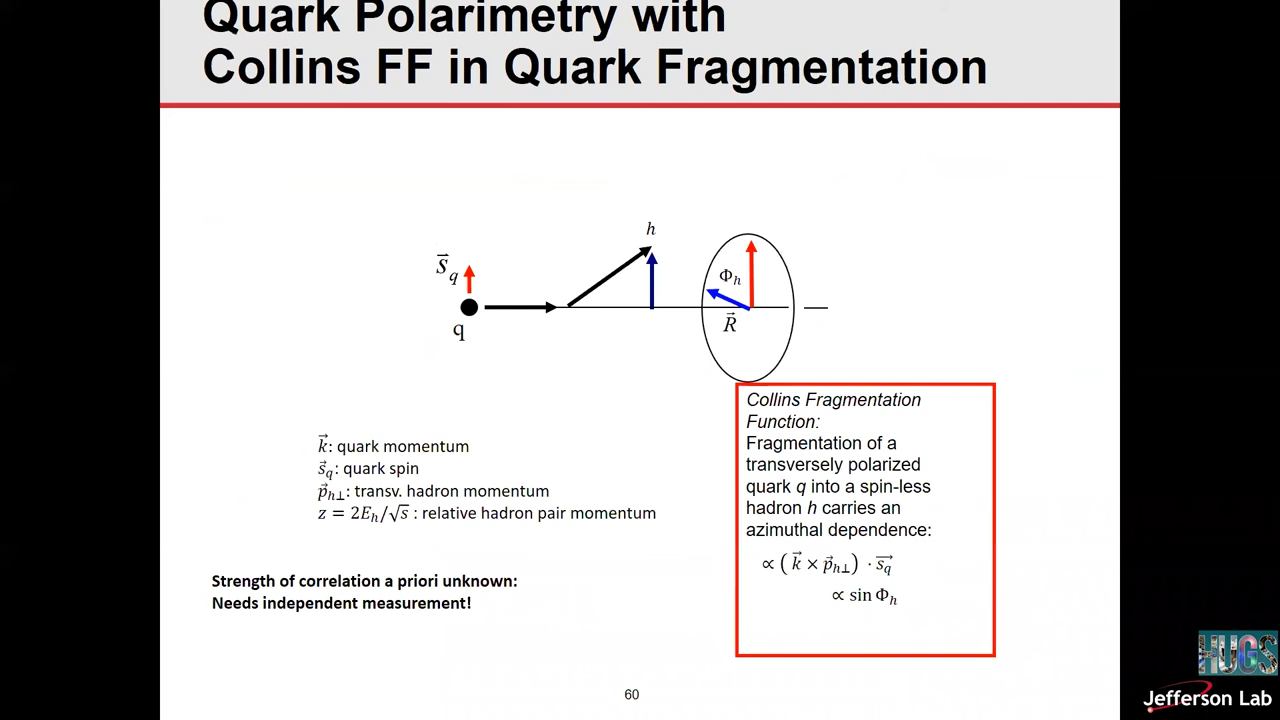 Quark Polarimetry with
Collins FF in Quark Fragmentation
h
s⃗q
Φh
R⃗
q
k⃗: quark momentum
s⃗q: quark spin
p⃗h⊥: transv. hadron momentum
z = 2Eh/√s : relative hadron pair momentum
Strength of correlation a priori unknown:
Needs independent measurement!
Collins Fragmentation
Function:
Fragmentation of a
transversely polarized
quark q into a spin-less
hadron h carries an
azimuthal dependence:
∝ (k⃗ × p⃗h⊥) · s⃗q
∝ sin Φh
60
HUGS
Jefferson Lab